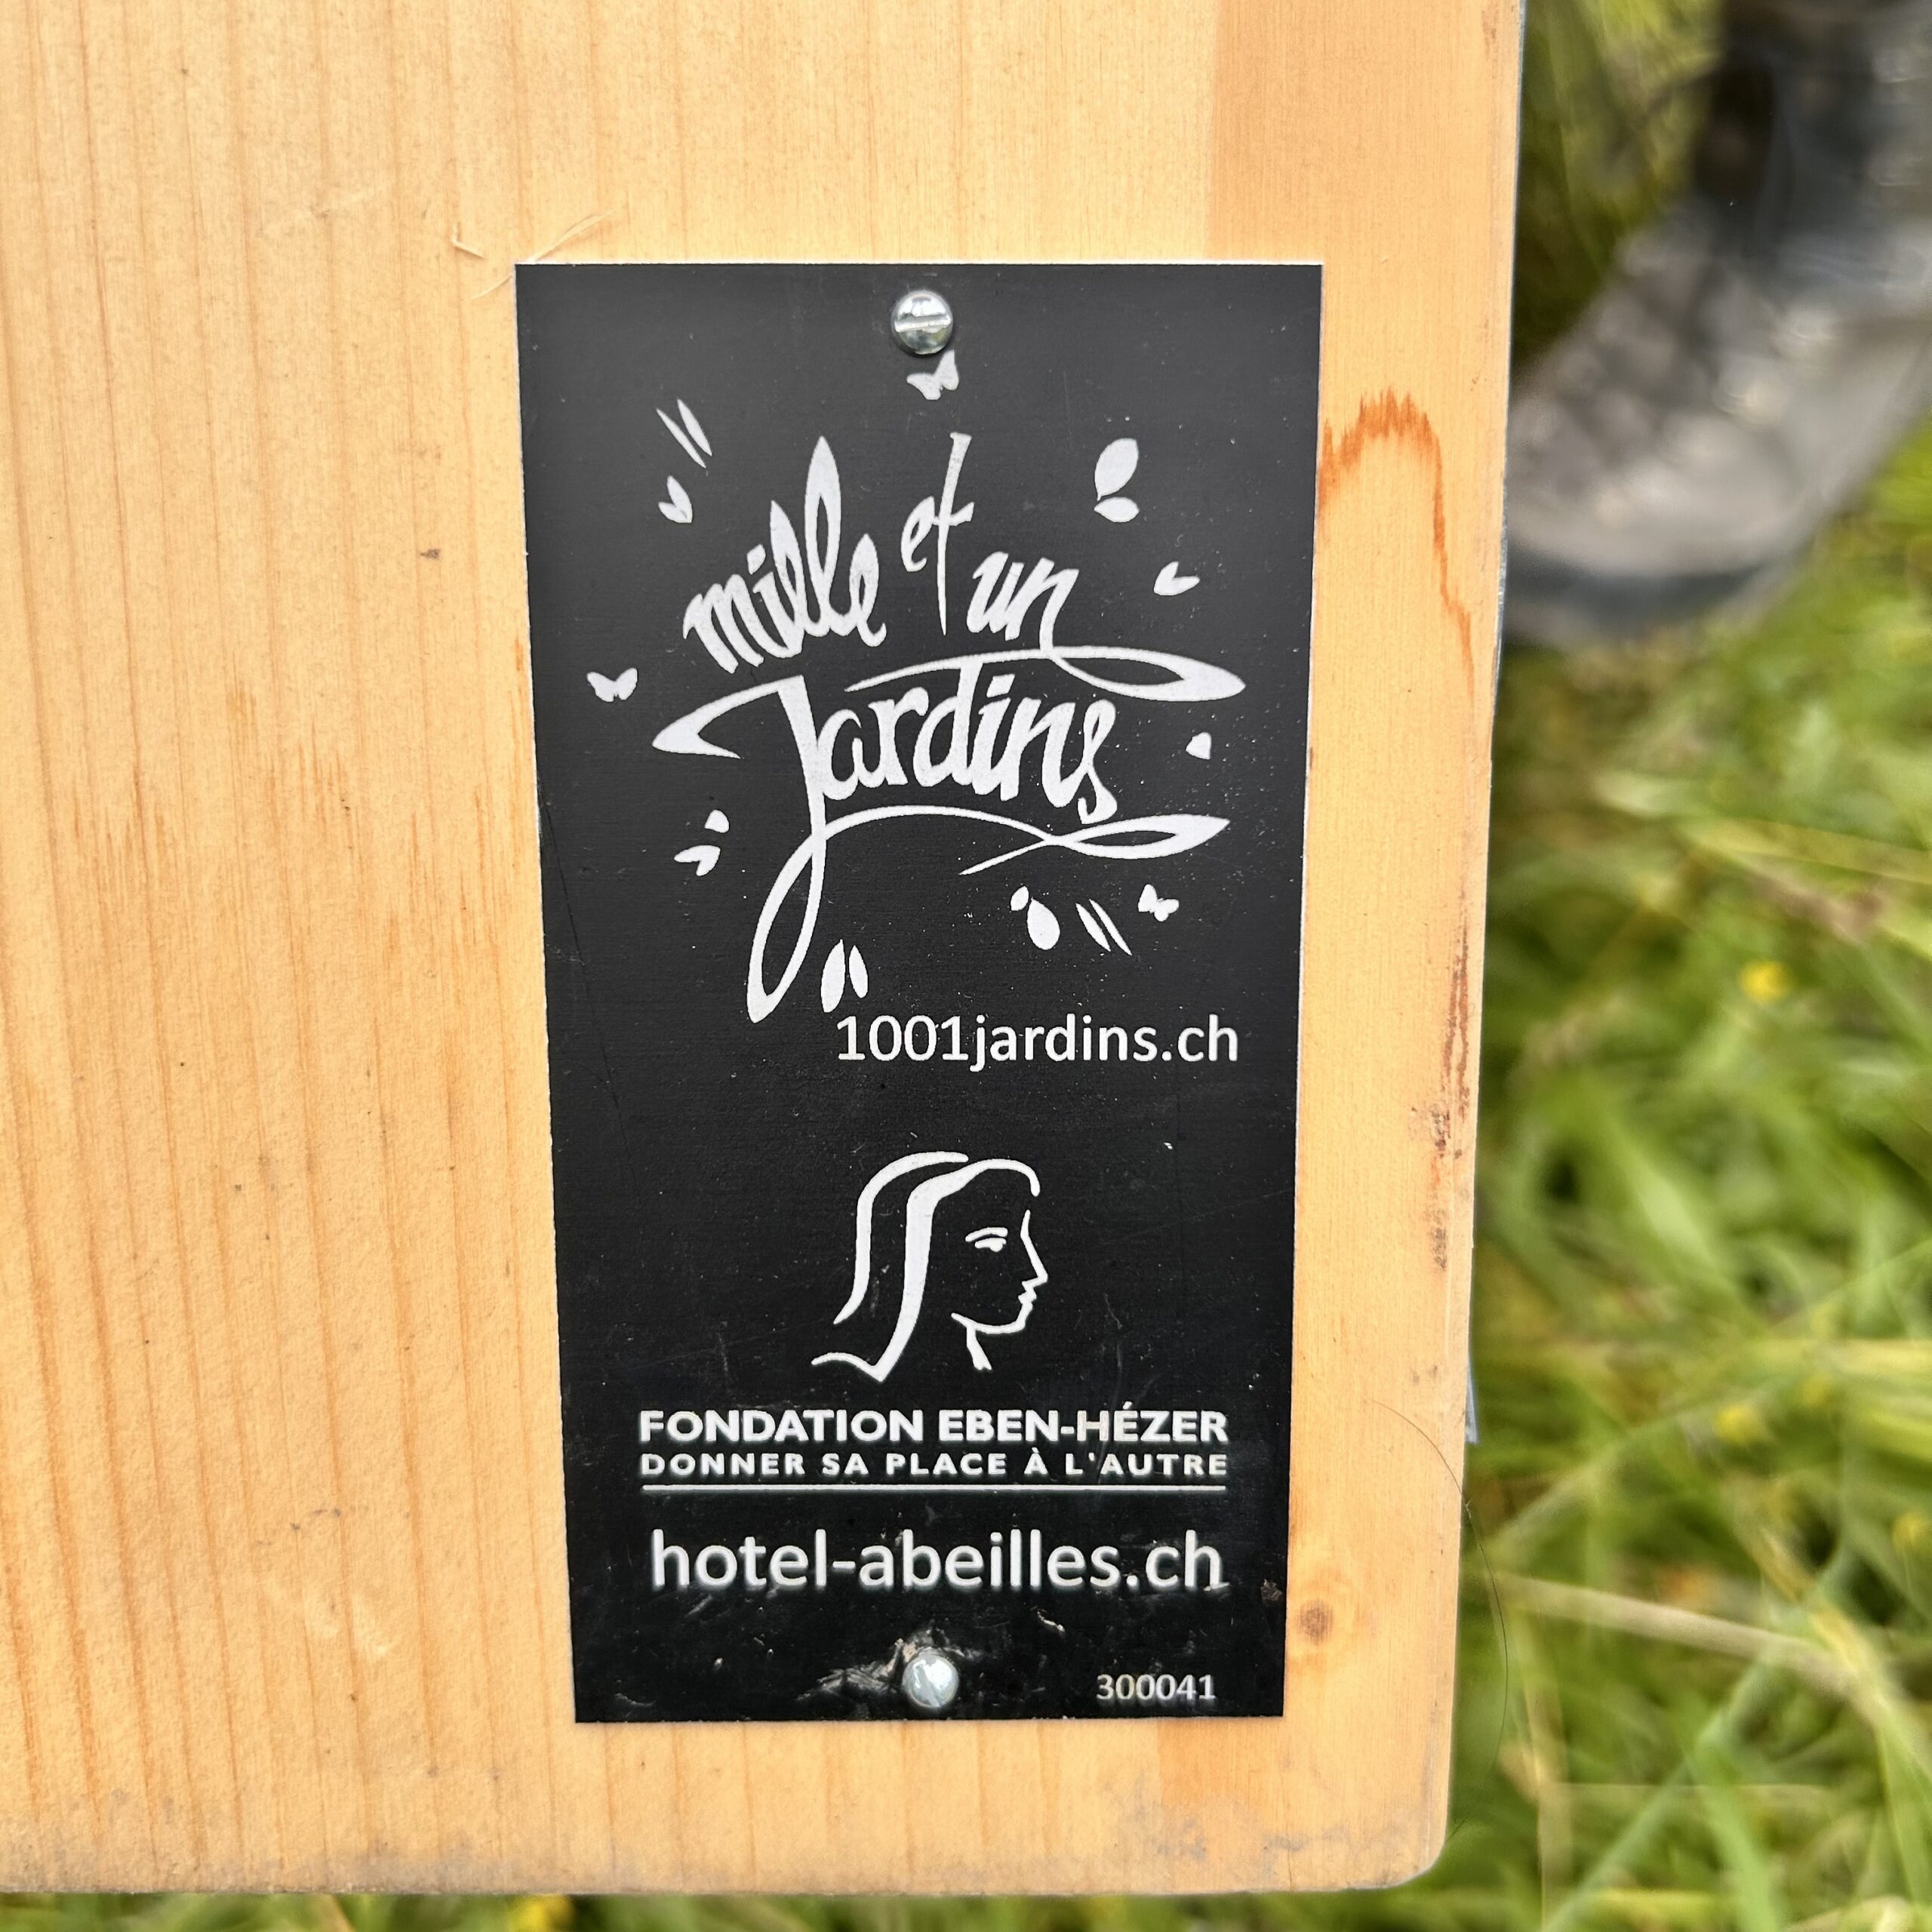 mille et un
Jardins
1001jardins.ch
FONDATION EBEN-HÉZER
DONNER SA PLACE À L'AUTRE
hotel-abeilles.ch
300041